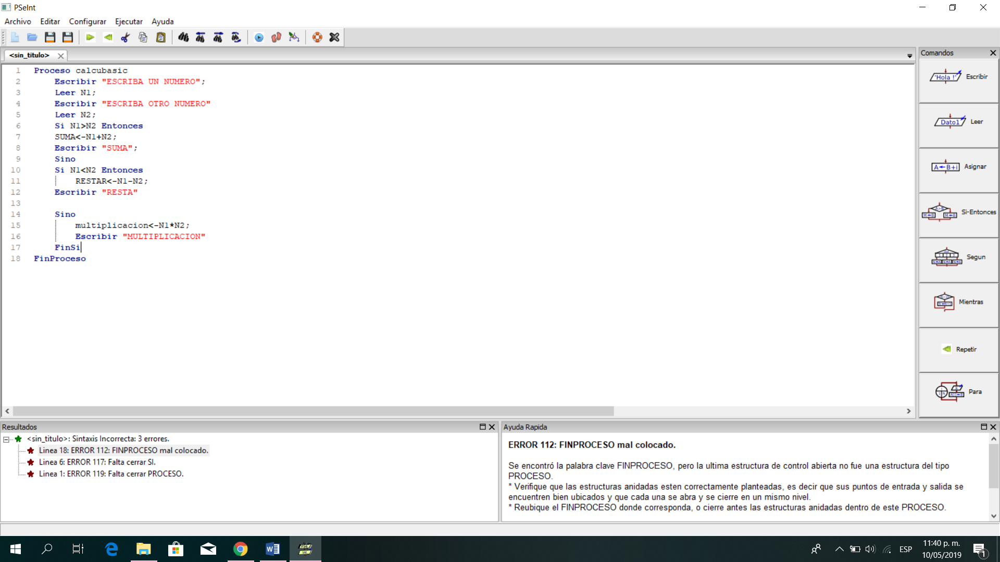 PSeInt
Archivo Editar Configurar Ejecutar Ayuda
<sin_titulo>
1 Proceso calcubasic
2 Escribir "ESCRIBA UN NUMERO";
3 Leer N1;
4 Escribir "ESCRIBA OTRO NUMERO"
5 Leer N2;
6 Si N1>N2 Entonces
7 SUMA<-N1+N2;
8 Escribir "SUMA";
9 Sino
10 Si N1<N2 Entonces
11 RESTAR<-N1-N2;
12 Escribir "RESTA"
13
14 Sino
15 multiplicacion<-N1*N2;
16 Escribir "MULTIPLICACION"
17 FinSi
18 FinProceso
Comandos
'Hola !' Escribir
Dato1 Leer
A←B+i Asignar
Si-Entonces
Segun
Mientras
Repetir
Para
Resultados
<sin_titulo>: Sintaxis Incorrecta: 3 errores.
Linea 18: ERROR 112: FINPROCESO mal colocado.
Linea 6: ERROR 117: Falta cerrar SI.
Linea 1: ERROR 119: Falta cerrar PROCESO.
Ayuda Rapida
ERROR 112: FINPROCESO mal colocado.
Se encontró la palabra clave FINPROCESO, pero la ultima estructura de control abierta no fue una estructura del tipo
PROCESO.
* Verifique que las estructuras anidadas esten correctamente planteadas, es decir que sus puntos de entrada y salida se
encuentren bien ubicados y que cada una se abra y se cierre en un mismo nivel.
* Reubique el FINPROCESO donde corresponda, o cierre antes las estructuras anidadas dentro de este PROCESO.
ESP
11:40 p. m.
10/05/2019
1